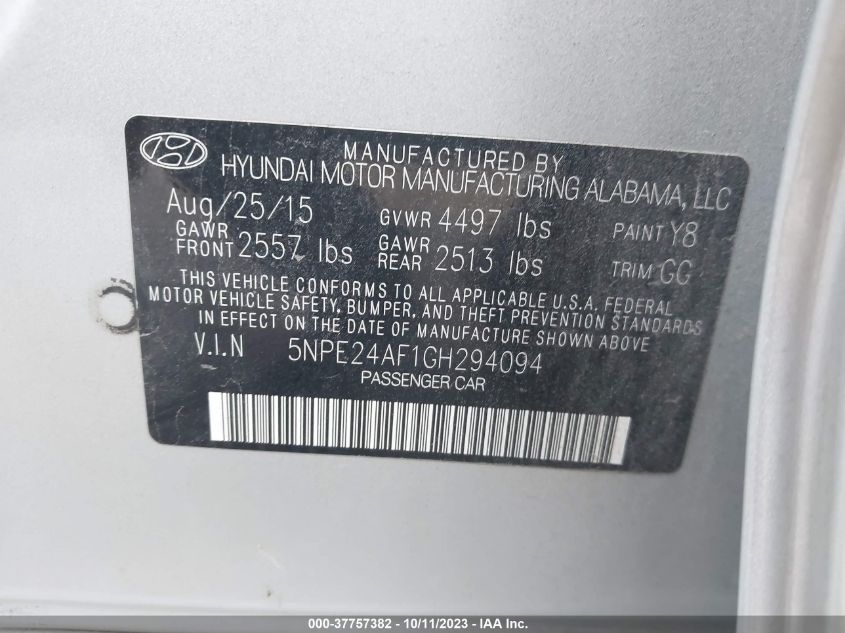 MANUFACTURED BY
HYUNDAI MOTOR MANUFACTURING ALABAMA, LLC
Aug/25/15 GVWR 4497 lbs PAINT Y8
GAWR FRONT 2557 lbs GAWR REAR 2513 lbs TRIM GG
THIS VEHICLE CONFORMS TO ALL APPLICABLE U.S.A. FEDERAL
MOTOR VEHICLE SAFETY, BUMPER, AND THEFT PREVENTION STANDARDS
IN EFFECT ON THE DATE OF MANUFACTURE SHOWN ABOVE.
V.I.N 5NPE24AF1GH294094
PASSENGER CAR
000-37757382 - 10/11/2023 - IAA Inc.